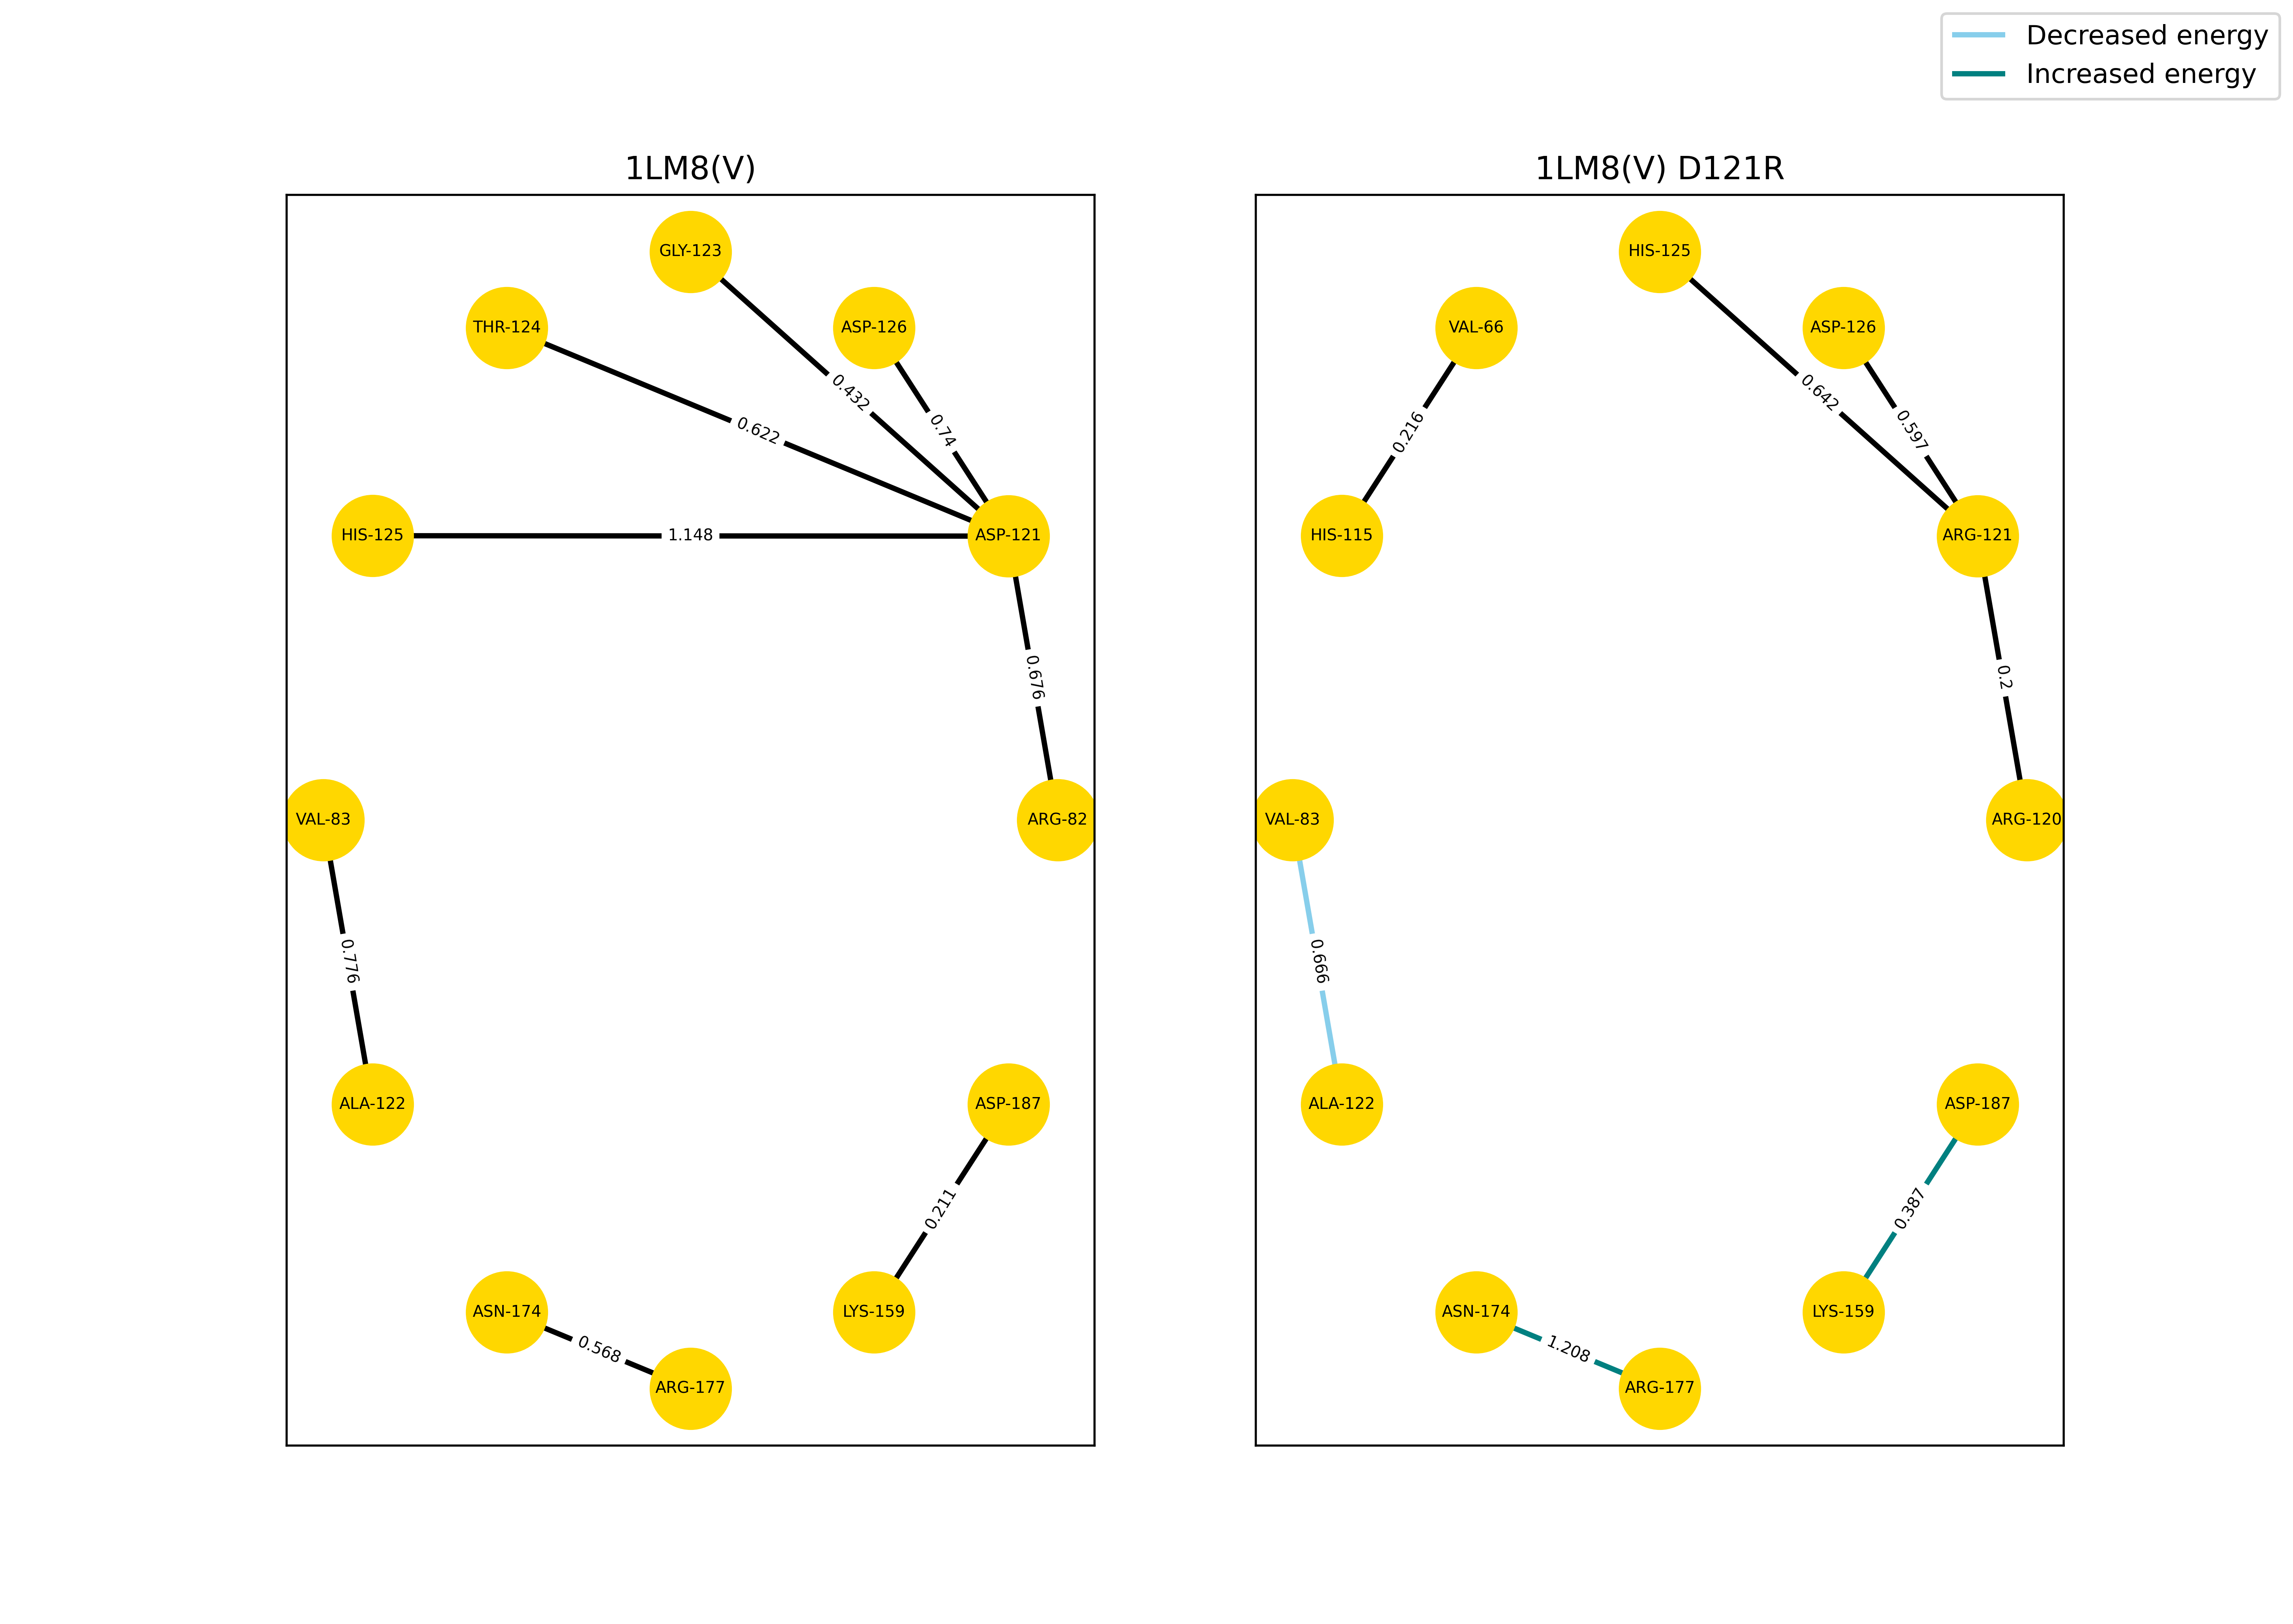 Decreased energy
Increased energy
1LM8(V)
GLY-123
THR-124
ASP-126
0.432
0.74
0.622
HIS-125
1.148
ASP-121
0.676
VAL-83
ARG-82
0.776
ALA-122
ASP-187
0.211
ASN-174
LYS-159
0.568
ARG-177
1LM8(V) D121R
HIS-125
VAL-66
ASP-126
0.642
0.597
0.216
HIS-115
ARG-121
0.2
VAL-83
ARG-120
0.666
ALA-122
ASP-187
0.387
ASN-174
LYS-159
1.208
ARG-177